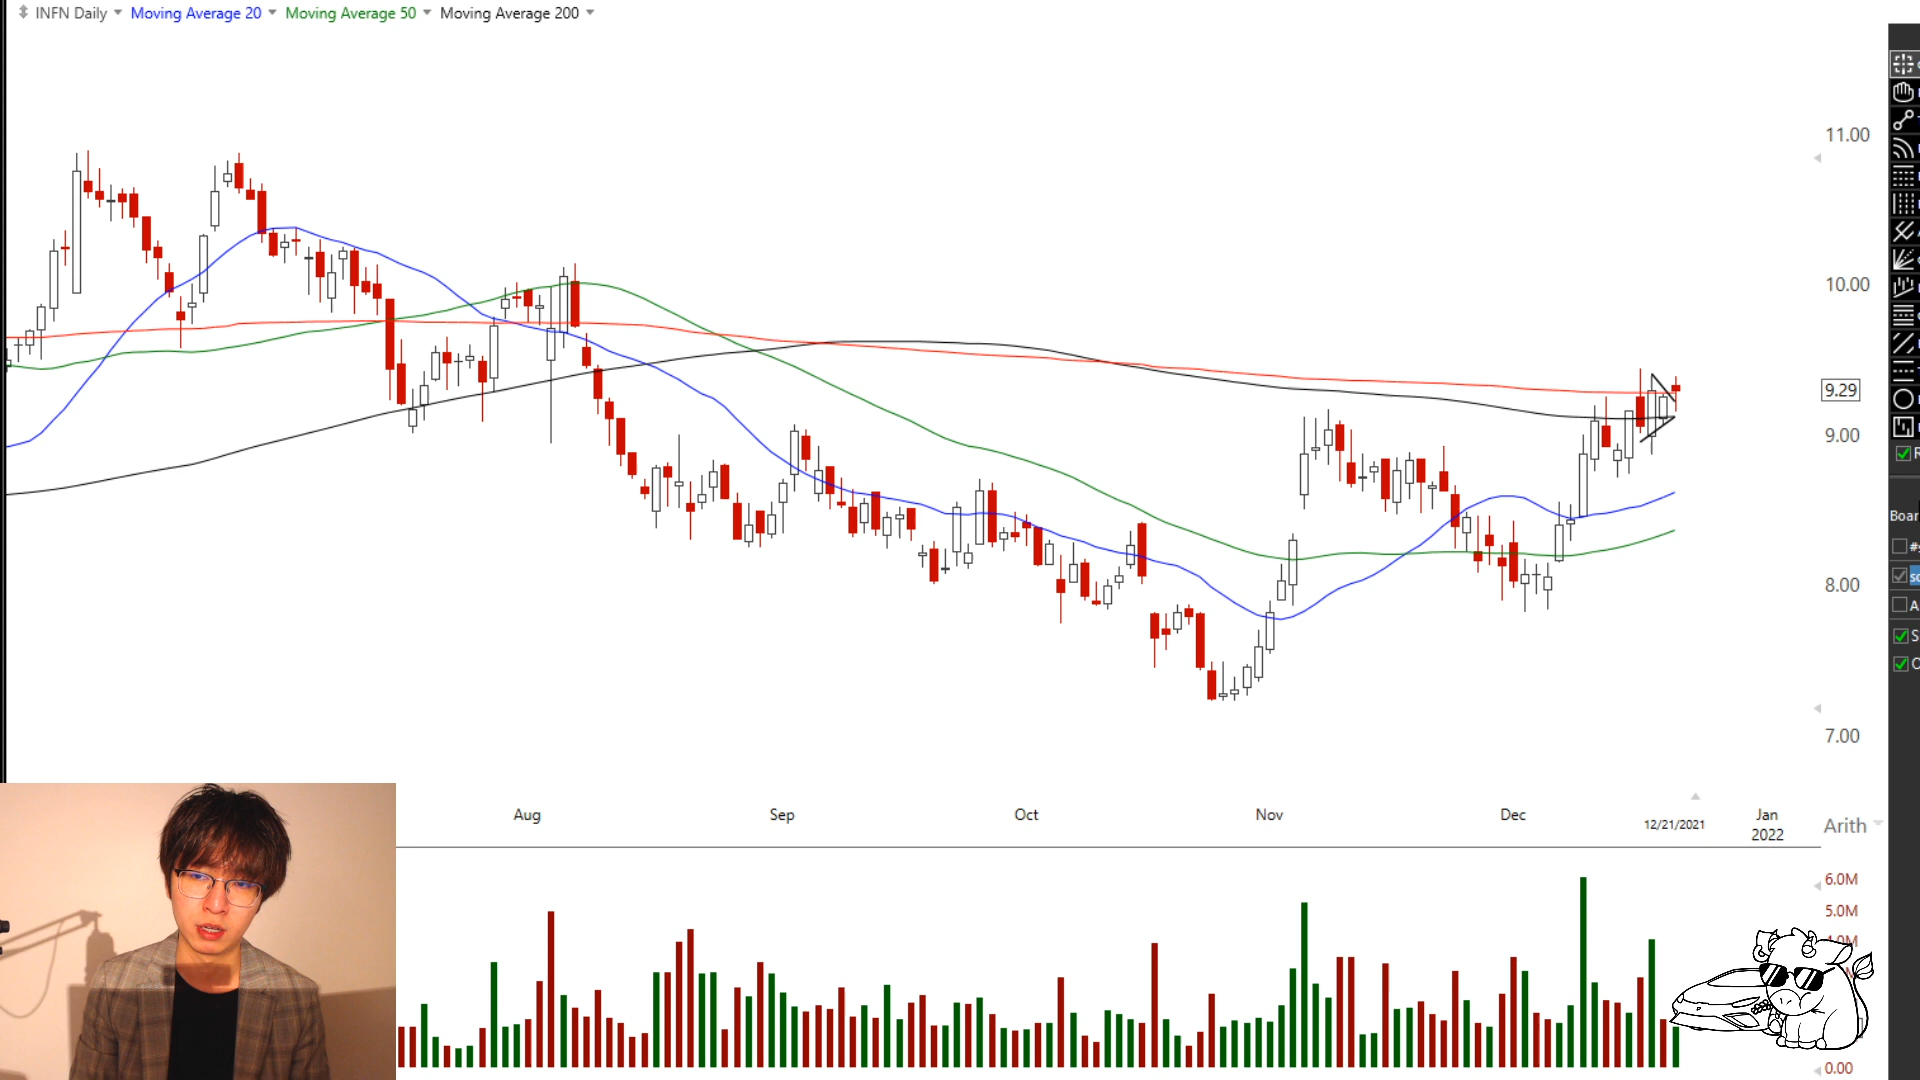 INFN Daily Moving Average 20 Moving Average 50 Moving Average 200
11.00
10.00
9.29
9.00
8.00
7.00
Aug Sep Oct Nov Dec Jan
12/21/2021 2022 Arith
6.0M
5.0M
0.00
R
Boar
#
A
S